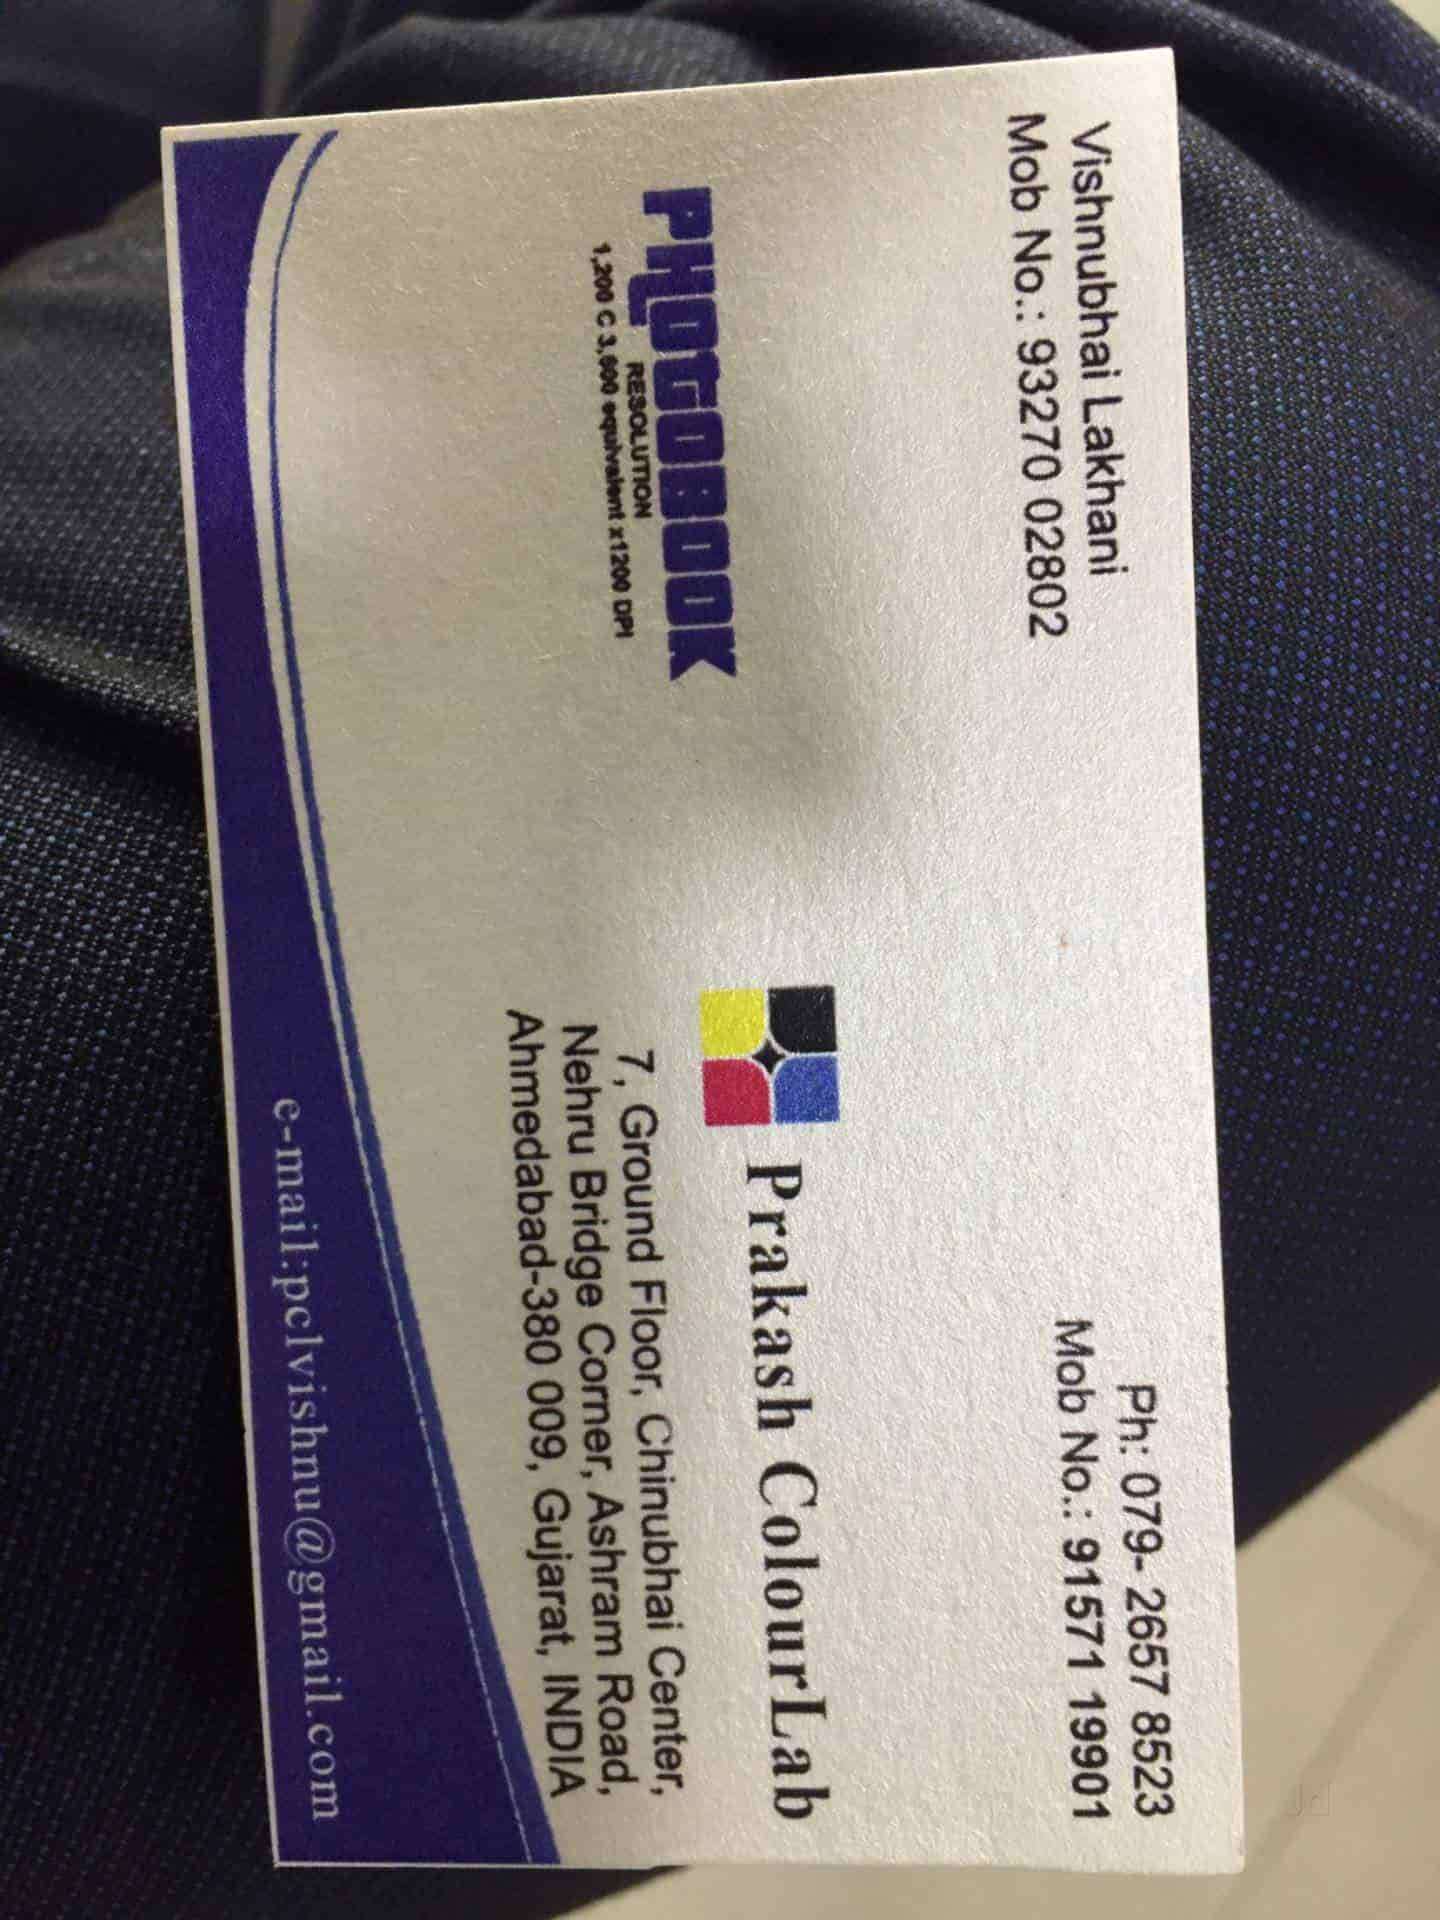 Vishnubhai Lakhani
Mob No.: 93270 02802
Ph: 079- 2657 8523
Mob No.: 91571 19901
PHOTOBOOK
RESOLUTION
1,200 C 3,600 equivalent x1200 DPI
Prakash ColourLab
7, Ground Floor, Chinubhai Center,
Nehru Bridge Corner, Ashram Road,
Ahmedabad-380 009, Gujarat, INDIA
e-mail:pclvishnu@gmail.com
Jd